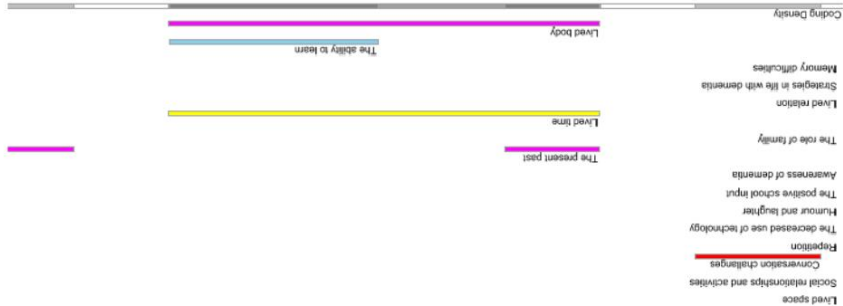 Lived space
Social relationships and activities
Conversation challenges
Repetition
The decreased use of technology
Humour and laughter
The positive school input
Awareness of dementia
The present past
The role of family
Lived time
Lived relation
Strategies in life with dementia
Memory difficulties
The ability to learn
Lived body
Coding Density